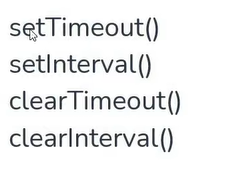 setTimeout()
setInterval()
clearTimeout()
clearInterval()